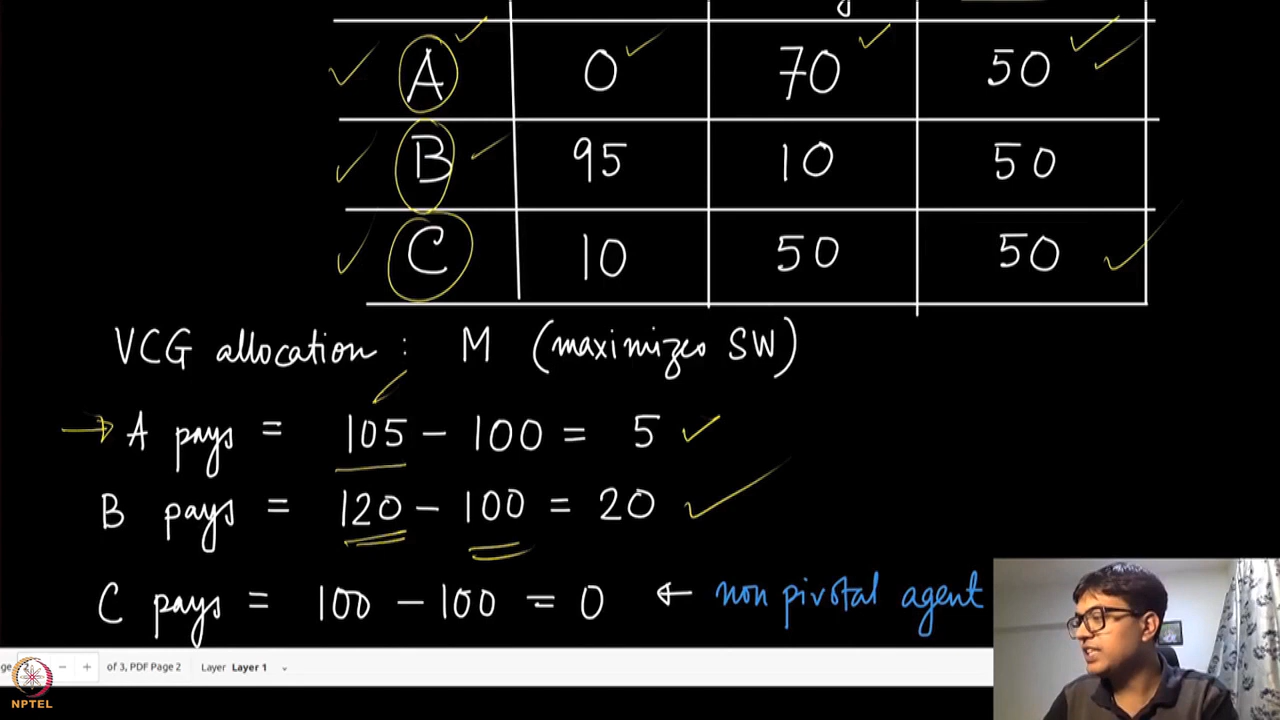 A 0 70 50
B 95 10 50
C 10 50 50
VCG allocation : M (maximizes SW)
→ A pays = 105 - 100 = 5
B pays = 120 - 100 = 20
C pays = 100 - 100 = 0 ← non pivotal agent
of 3, PDF Page 2 Layer Layer 1
NPTEL